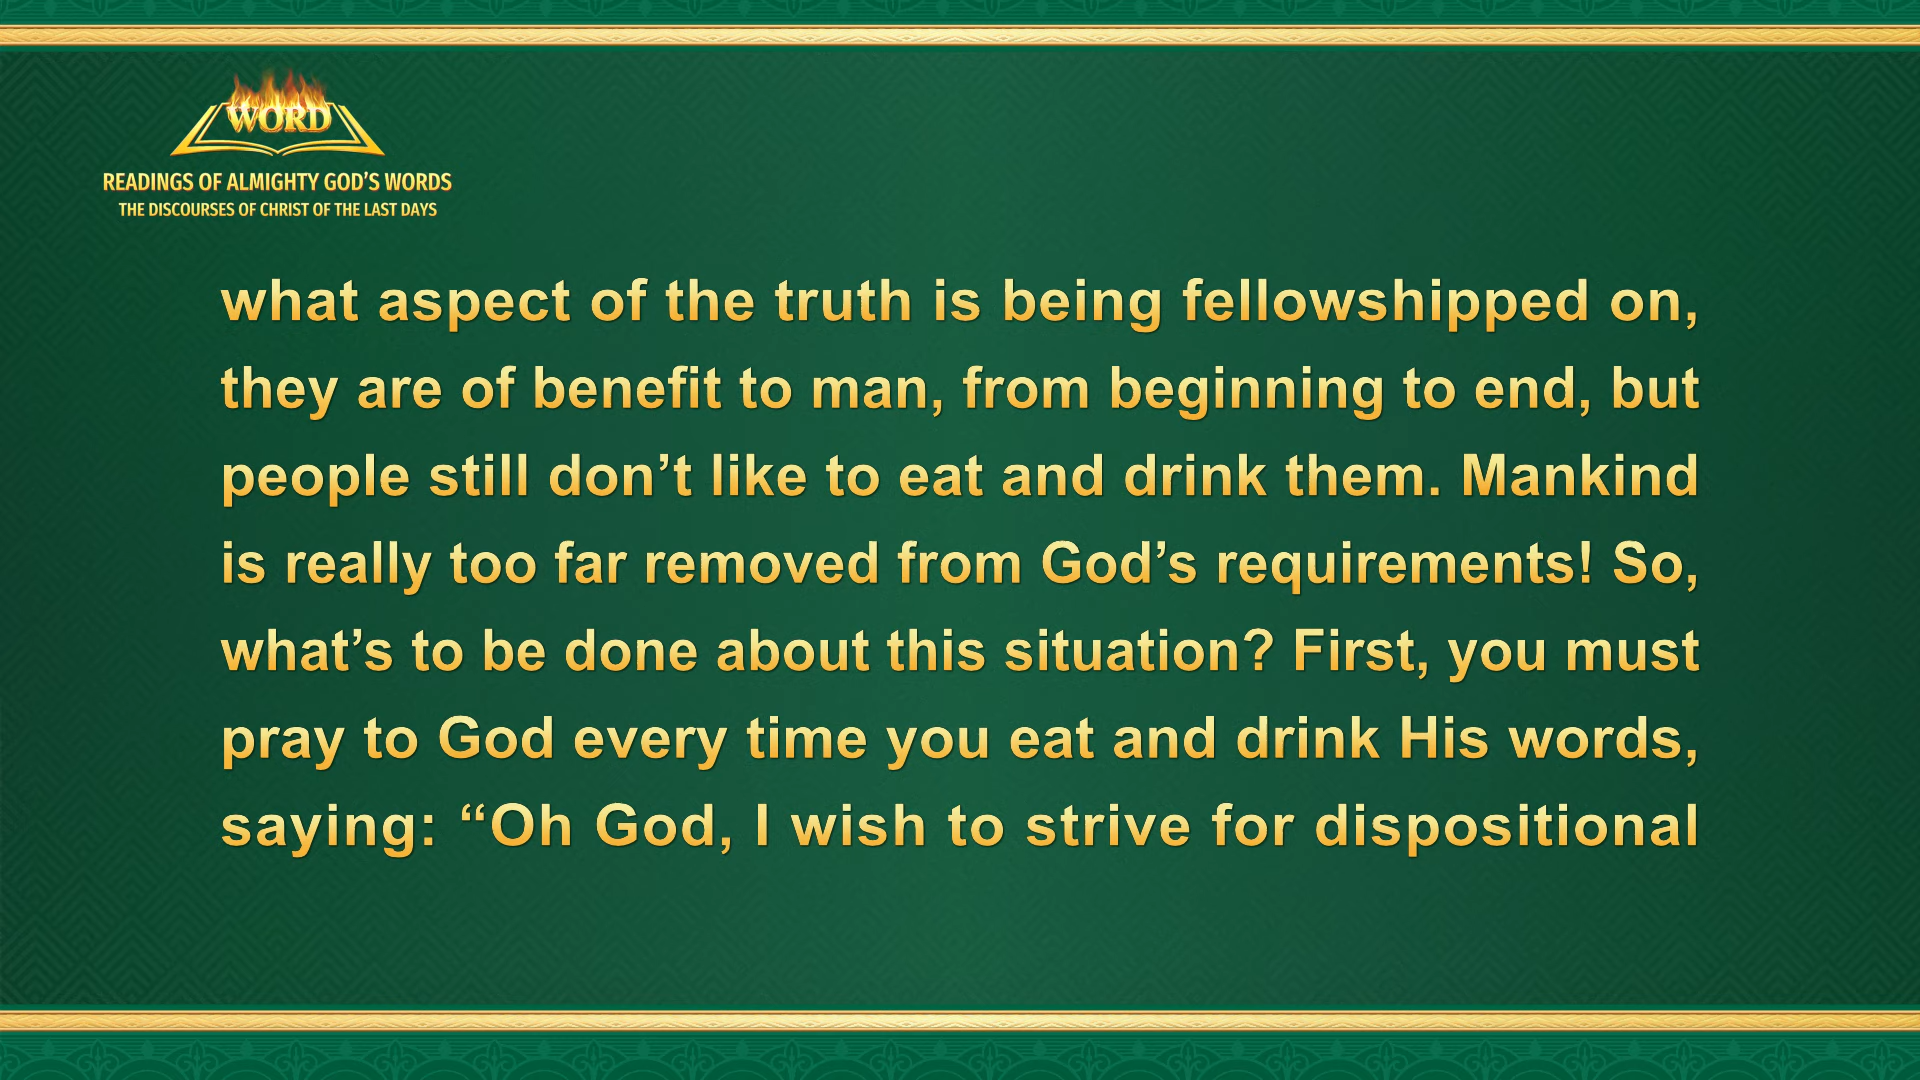 WORD
READINGS OF ALMIGHTY GOD’S WORDS
THE DISCOURSES OF CHRIST OF THE LAST DAYS
what aspect of the truth is being fellowshipped on,
they are of benefit to man, from beginning to end, but
people still don’t like to eat and drink them. Mankind
is really too far removed from God’s requirements! So,
what’s to be done about this situation? First, you must
pray to God every time you eat and drink His words,
saying: “Oh God, I wish to strive for dispositional